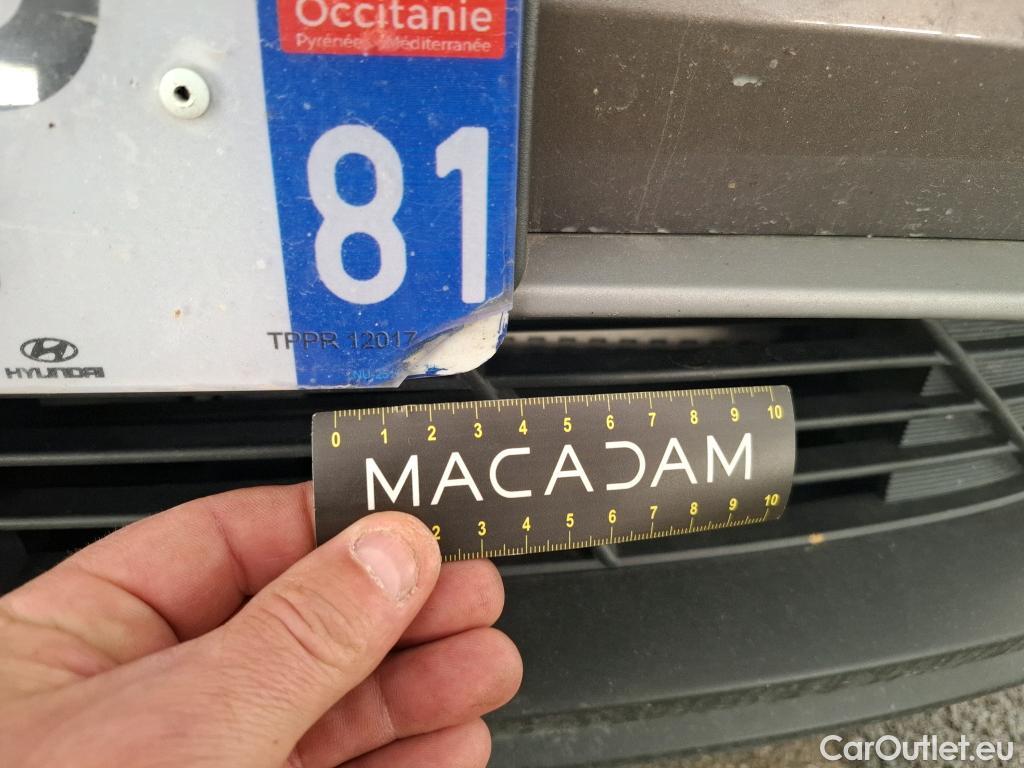 Occitanie
Pyrénées Méditerranée
81
TPPR 12017
HYUNDAI
0 1 2 3 4 5 6 7 8 9 10
MACADAM
2 3 4 5 6 7 8 9 10
CarOutlet.eu